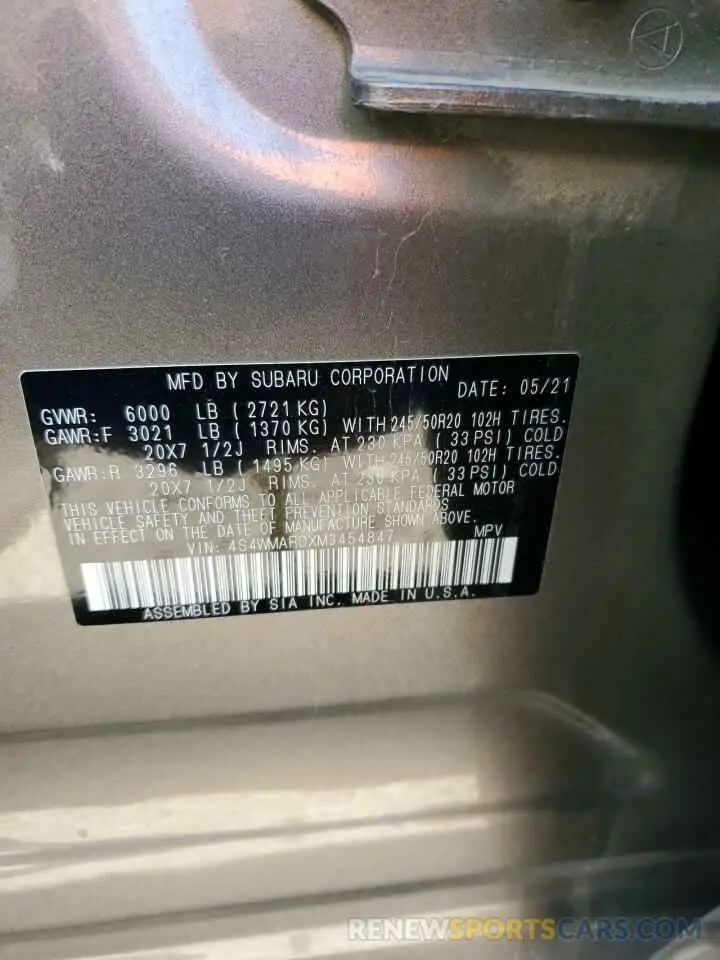 MFD BY SUBARU CORPORATION DATE: 05/21
GVWR: 6000 LB (2721 KG)
GAWR:F 3021 LB (1370 KG) WITH 245/50R20 102H TIRES.
20X7 1/2J RIMS. AT 230 KPA ( 33 PSI) COLD
GAWR:R 3296 LB (1495 KG) WITH 245/50R20 102H TIRES.
20X7 1/2J RIMS. AT 230 KPA ( 33 PSI) COLD
THIS VEHICLE CONFORMS TO ALL APPLICABLE FEDERAL MOTOR
VEHICLE SAFETY AND THEFT PREVENTION STANDARDS
IN EFFECT ON THE DATE OF MANUFACTURE SHOWN ABOVE.
VIN: 4S4WMARDXM3454847 MPV
ASSEMBLED BY SIA INC. MADE IN U.S.A.
RENEWSPORTSCARS.COM